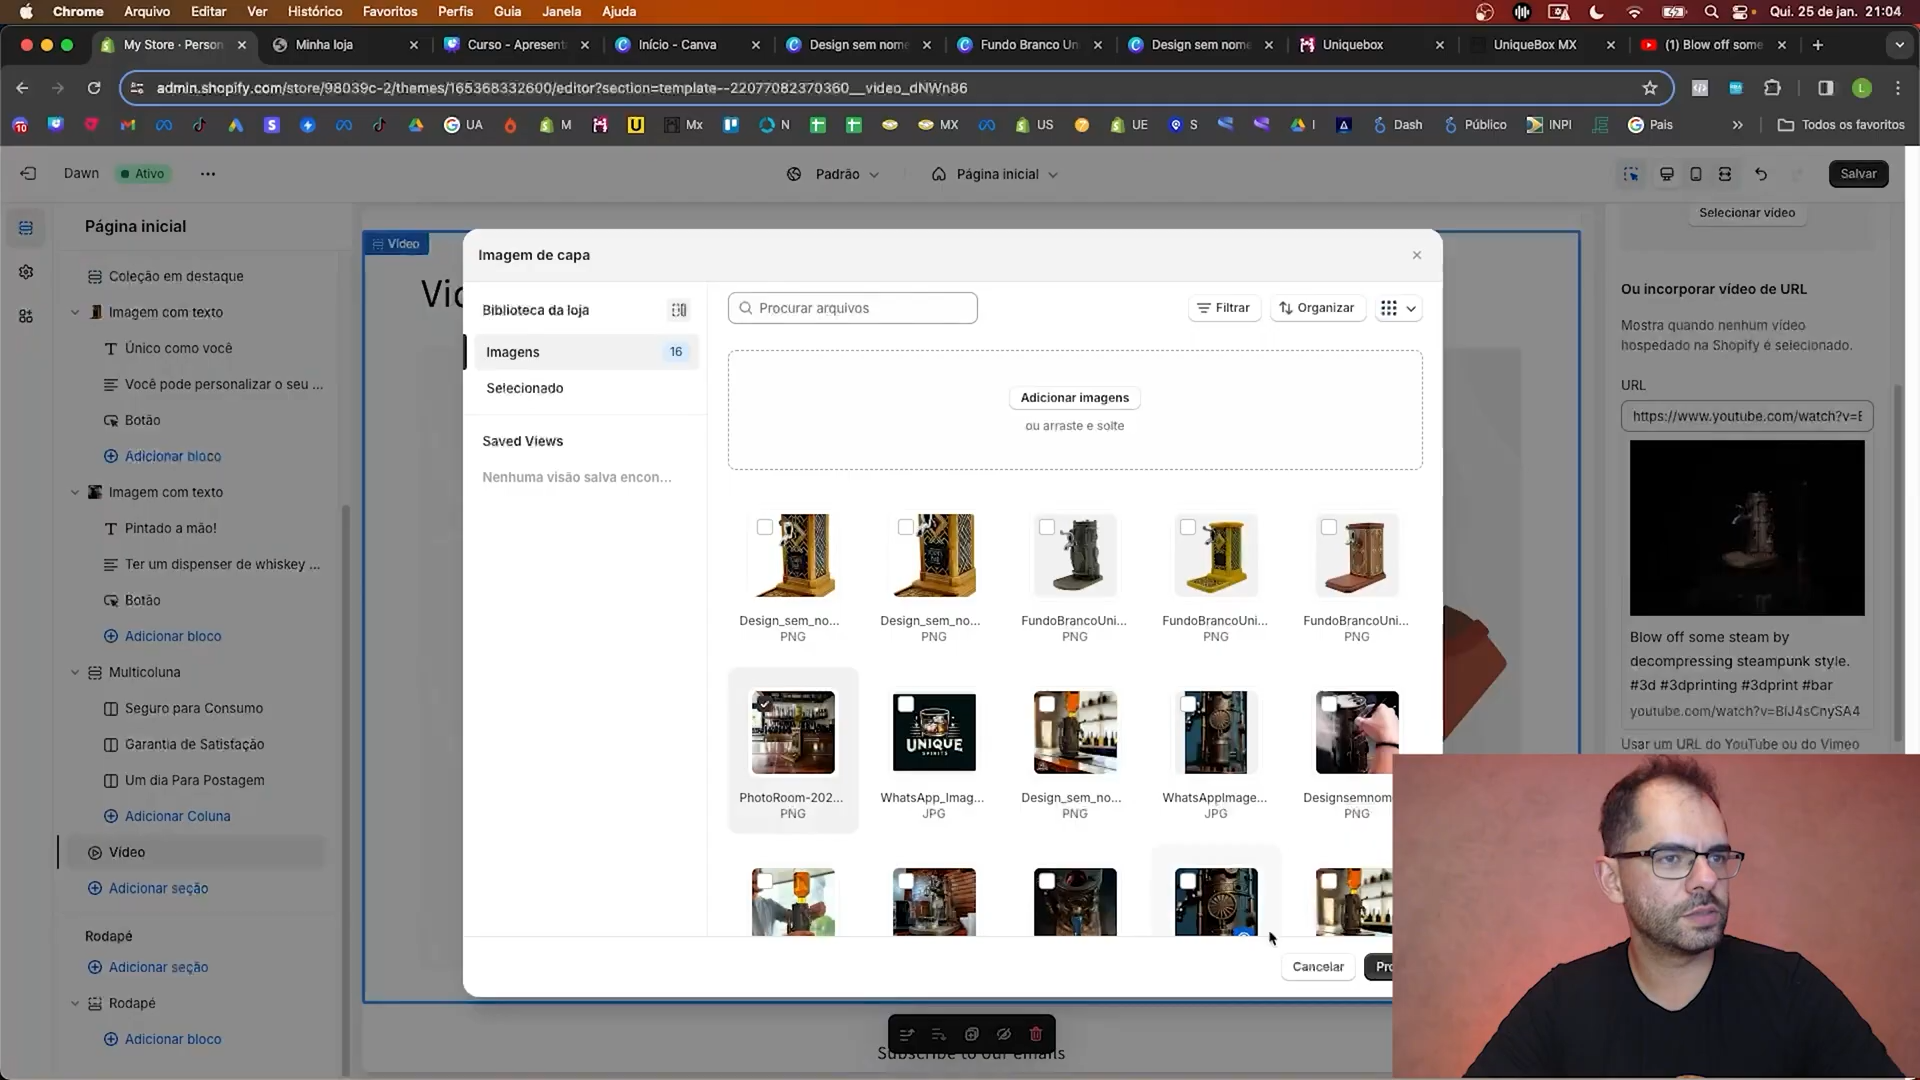 Chrome Arquivo Editar Ver Histórico Favoritos Perfis Guia Janela Ajuda
Qui. 25 de jan. 21:04
My Store · Person
Minha loja
Curso - Apresent
Início - Canva
Design sem nome
Fundo Branco Un
Design sem nome
Uniquebox
UniqueBox MX
(1) Blow off some
admin.shopify.com/store/98039c-2/themes/165368332600/editor?section=template--22077082370360__video_dNWn86
10
UA
M
Mx
N
MX
US
UE
S
I
Dash
Público
INPI
Pais
Todos os favoritos
Dawn
Ativo
Padrão
Página inicial
Salvar
Página inicial
Coleção em destaque
Imagem com texto
Único como você
Você pode personalizar o seu ...
Botão
Adicionar bloco
Imagem com texto
Pintado a mão!
Ter um dispenser de whiskey ...
Botão
Adicionar bloco
Multicoluna
Seguro para Consumo
Garantia de Satisfação
Um dia Para Postagem
Adicionar Coluna
Vídeo
Adicionar seção
Rodapé
Adicionar seção
Rodapé
Adicionar bloco
Vídeo
Imagem de capa
Biblioteca da loja
Imagens
16
Selecionado
Saved Views
Nenhuma visão salva encon...
Procurar arquivos
Filtrar
Organizar
Adicionar imagens
ou arraste e solte
Design_sem_no...
PNG
Design_sem_no...
PNG
FundoBrancoUni...
PNG
FundoBrancoUni...
PNG
FundoBrancoUni...
PNG
PhotoRoom-202...
PNG
UNIQUE
SPIRITS
WhatsApp_Imag...
JPG
Design_sem_no...
PNG
WhatsAppImage...
JPG
Designsemnom
PNG
Cancelar
Subscribe to our emails
Selecionar vídeo
Ou incorporar vídeo de URL
Mostra quando nenhum vídeo
hospedado na Shopify é selecionado.
URL
https://www.youtube.com/watch?v=E
Blow off some steam by
decompressing steampunk style.
#3d #3dprinting #3dprint #bar
youtube.com/watch?v=BIJ4sCnySA4
Usar um URL do YouTube ou do Vimeo